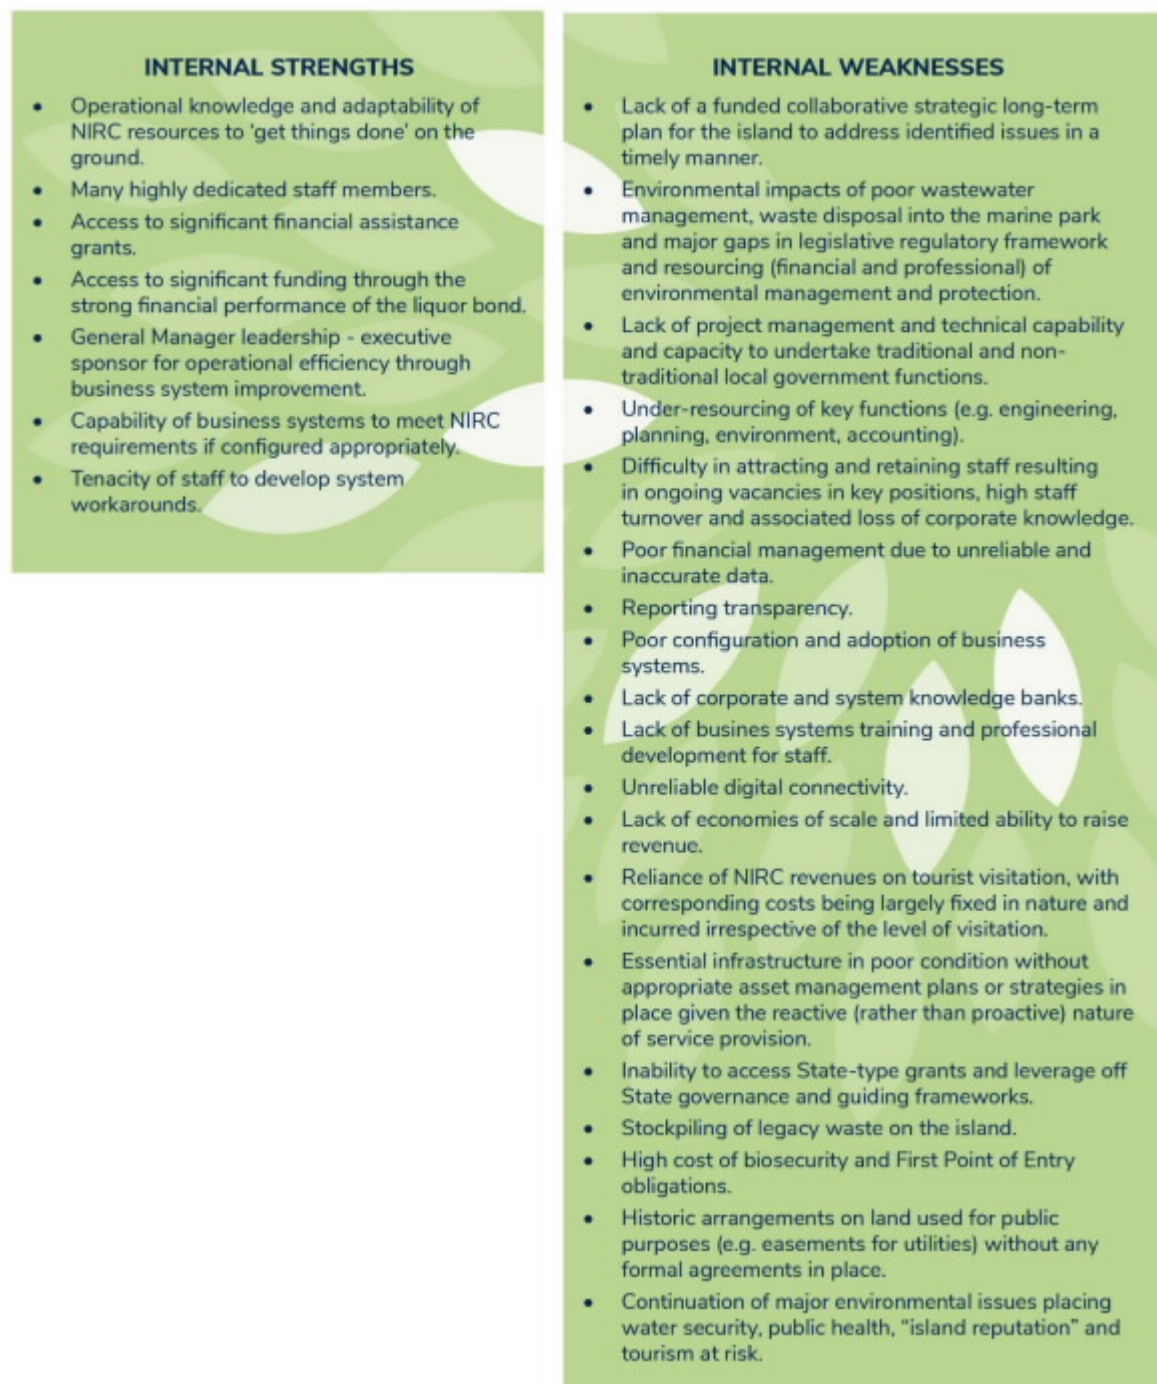 INTERNAL STRENGTHS
• Operational knowledge and adaptability of
NIRC resources to 'get things done' on the
ground.
• Many highly dedicated staff members.
• Access to significant financial assistance
grants.
• Access to significant funding through the
strong financial performance of the liquor bond.
• General Manager leadership - executive
sponsor for operational efficiency through
business system improvement.
• Capability of business systems to meet NIRC
requirements if configured appropriately.
• Tenacity of staff to develop system
workarounds.
INTERNAL WEAKNESSES
• Lack of a funded collaborative strategic long-term
plan for the island to address identified issues in a
timely manner.
• Environmental impacts of poor wastewater
management, waste disposal into the marine park
and major gaps in legislative regulatory framework
and resourcing (financial and professional) of
environmental management and protection.
• Lack of project management and technical capability
and capacity to undertake traditional and non-
traditional local government functions.
• Under-resourcing of key functions (e.g. engineering,
planning, environment, accounting).
• Difficulty in attracting and retaining staff resulting
in ongoing vacancies in key positions, high staff
turnover and associated loss of corporate knowledge.
• Poor financial management due to unreliable and
inaccurate data.
• Reporting transparency.
• Poor configuration and adoption of business
systems.
• Lack of corporate and system knowledge banks.
• Lack of busines systems training and professional
development for staff.
• Unreliable digital connectivity.
• Lack of economies of scale and limited ability to raise
revenue.
• Reliance of NIRC revenues on tourist visitation, with
corresponding costs being largely fixed in nature and
incurred irrespective of the level of visitation.
• Essential infrastructure in poor condition without
appropriate asset management plans or strategies in
place given the reactive (rather than proactive) nature
of service provision.
• Inability to access State-type grants and leverage off
State governance and guiding frameworks.
• Stockpiling of legacy waste on the island.
• High cost of biosecurity and First Point of Entry
obligations.
• Historic arrangements on land used for public
purposes (e.g. easements for utilities) without any
formal agreements in place.
• Continuation of major environmental issues placing
water security, public health, "island reputation" and
tourism at risk.